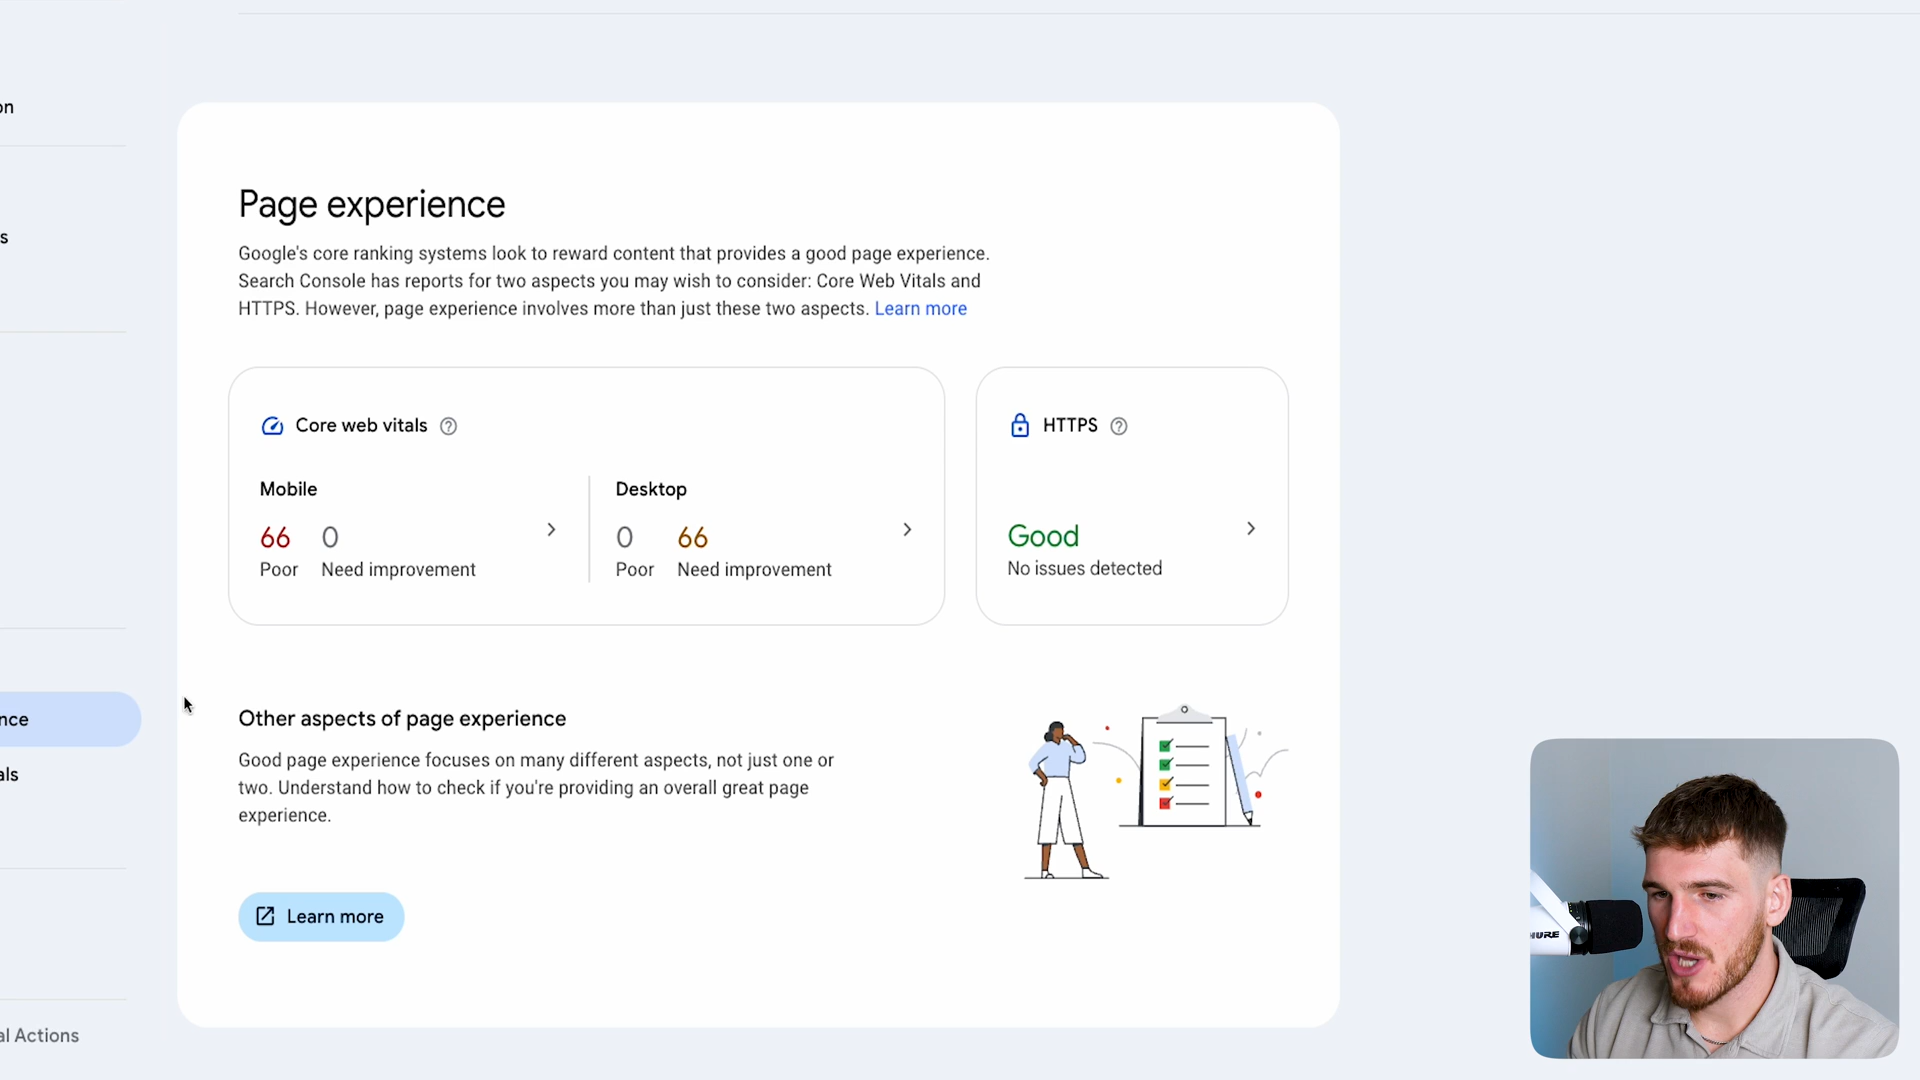 on
s
nce
als
al Actions
Page experience
Google's core ranking systems look to reward content that provides a good page experience.
Search Console has reports for two aspects you may wish to consider: Core Web Vitals and
HTTPS. However, page experience involves more than just these two aspects. Learn more
Core web vitals
Mobile
66 0
Poor Need improvement
Desktop
0 66
Poor Need improvement
HTTPS
Good
No issues detected
Other aspects of page experience
Good page experience focuses on many different aspects, not just one or
two. Understand how to check if you're providing an overall great page
experience.
Learn more
HURE